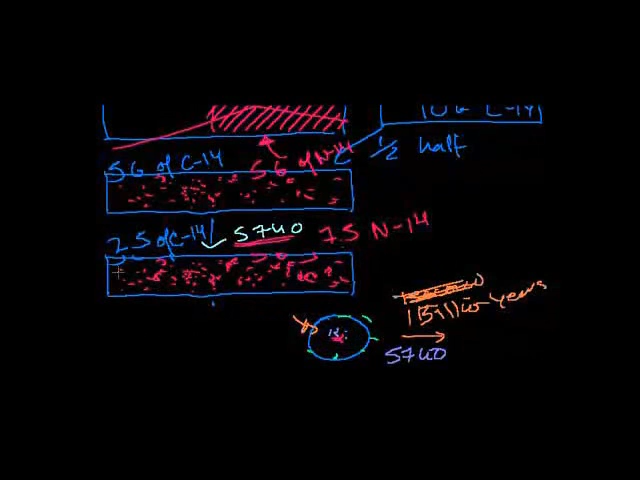 10 G C-14
1/2 half
5 G of C-14 5 G of N-14
2.5 of C-14 5740 7.5 N-14
1 Billion years
5740